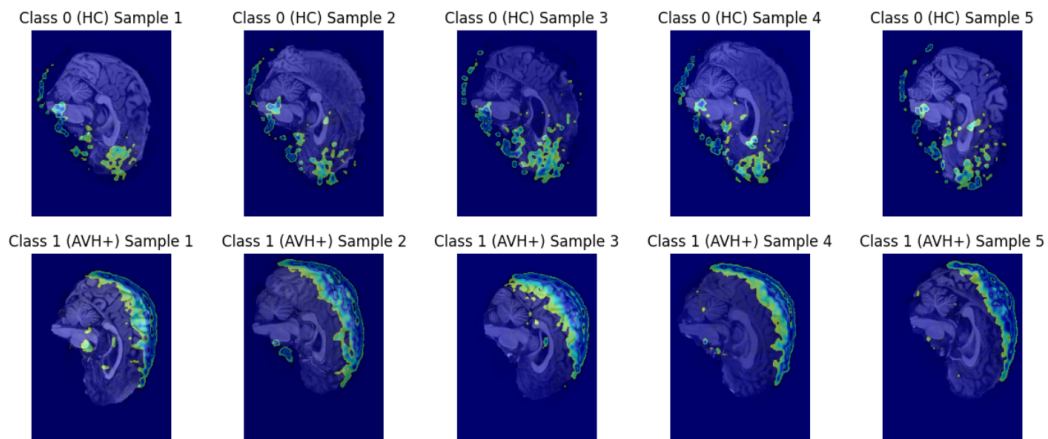 Class 0 (HC) Sample 1
Class 0 (HC) Sample 2
Class 0 (HC) Sample 3
Class 0 (HC) Sample 4
Class 0 (HC) Sample 5
Class 1 (AVH+) Sample 1
Class 1 (AVH+) Sample 2
Class 1 (AVH+) Sample 3
Class 1 (AVH+) Sample 4
Class 1 (AVH+) Sample 5